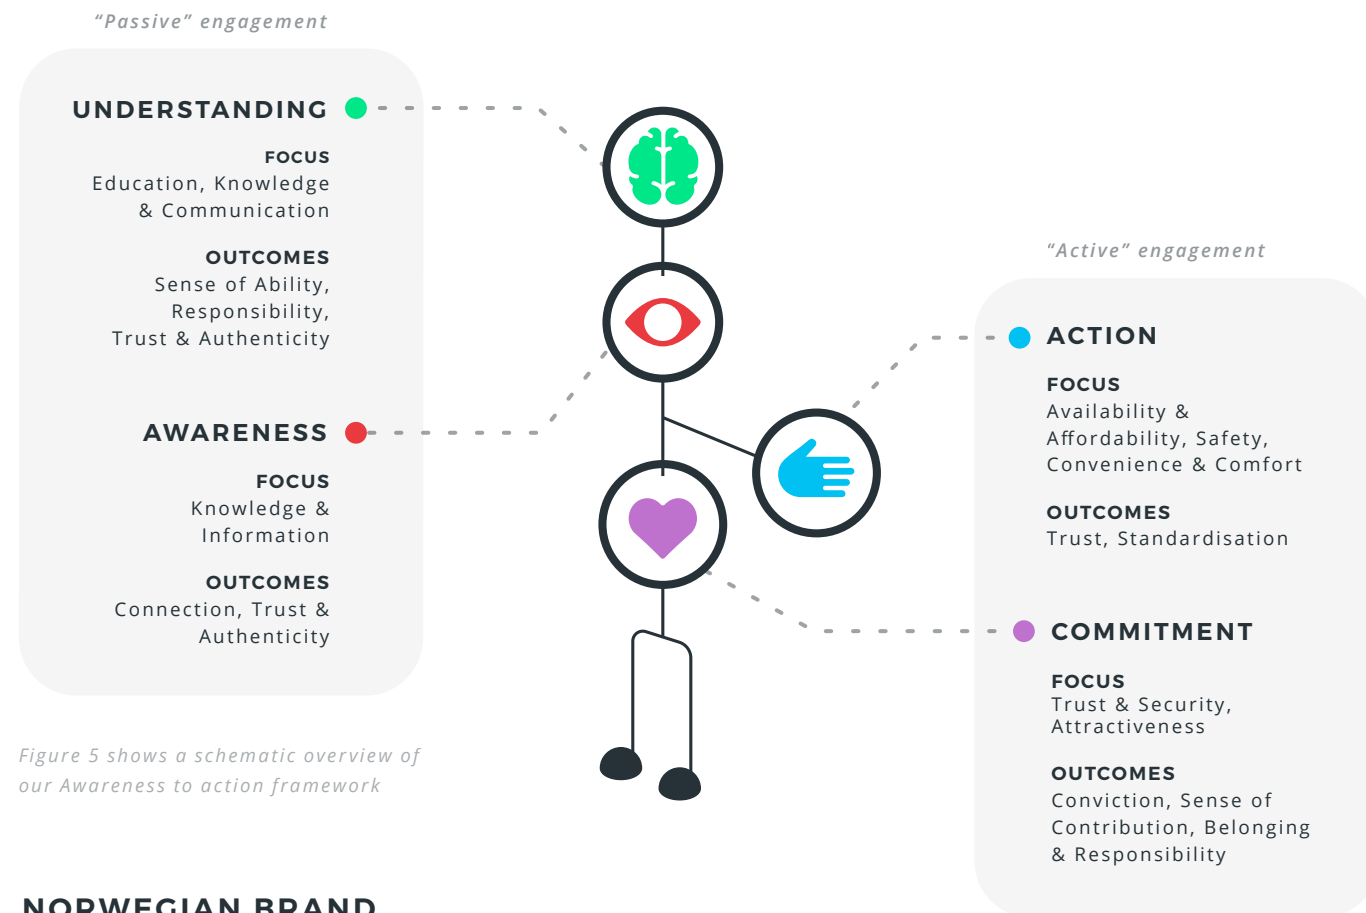 “Passive” engagement
UNDERSTANDING
FOCUS
Education, Knowledge
& Communication
OUTCOMES
Sense of Ability,
Responsibility,
Trust & Authenticity
AWARENESS
FOCUS
Knowledge &
Information
OUTCOMES
Connection, Trust &
Authenticity
“Active” engagement
ACTION
FOCUS
Availability &
Affordability, Safety,
Convenience & Comfort
OUTCOMES
Trust, Standardisation
COMMITMENT
FOCUS
Trust & Security,
Attractiveness
OUTCOMES
Conviction, Sense of
Contribution, Belonging
& Responsibility
Figure 5 shows a schematic overview of
our Awareness to action framework
NORWEGIAN BRAND